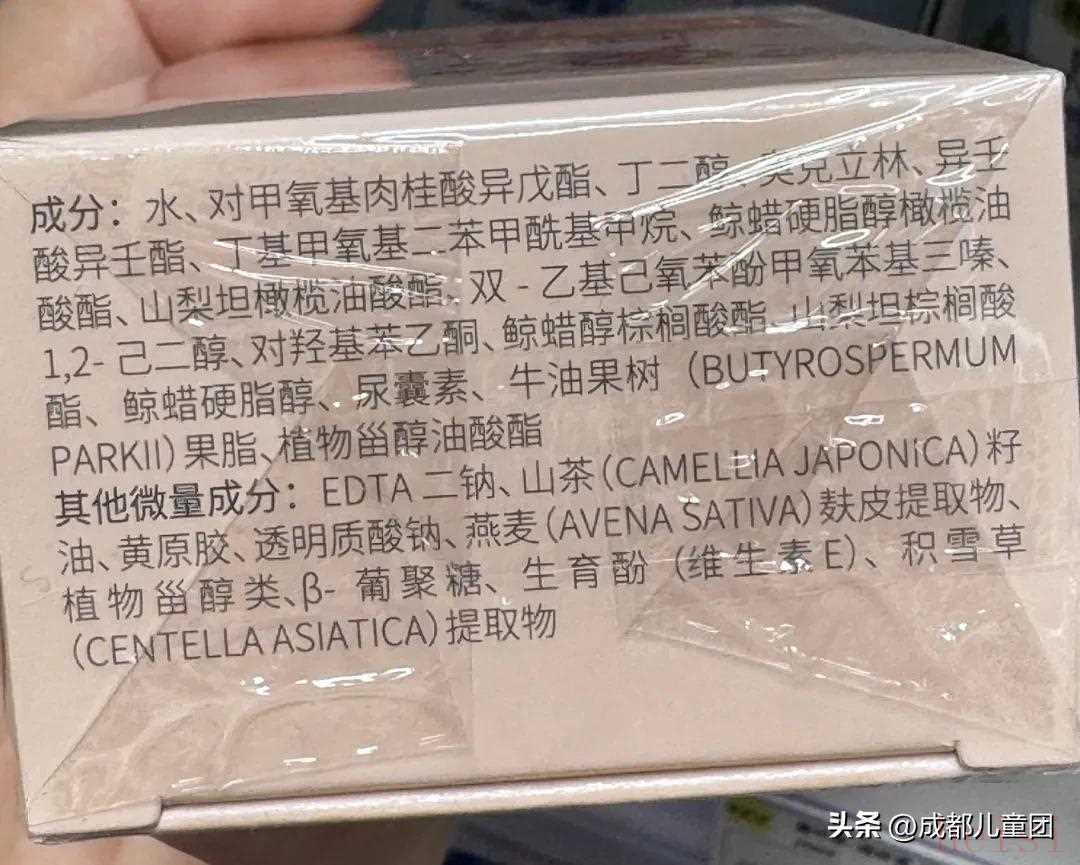 成分：水、对甲氧基肉桂酸异戊酯、丁二醇、奥克立林、异壬
酸异壬酯、丁基甲氧基二苯甲酰基甲烷、鲸蜡硬脂醇橄榄油
酸酯、山梨坦橄榄油酸酯、双-乙基己氧苯酚甲氧苯基三嗪、
1,2-己二醇、对羟基苯乙酮、鲸蜡醇棕榈酸酯、山梨坦棕榈酸
酯、鲸蜡硬脂醇、尿囊素、牛油果树（BUTYROSPERMUM
PARKII）果脂、植物甾醇油酸酯
其他微量成分：EDTA二钠、山茶（CAMELLIA JAPONICA）籽
油、黄原胶、透明质酸钠、燕麦（AVENA SATIVA）麸皮提取物、
植物甾醇类、β-葡聚糖、生育酚（维生素E）、积雪草
（CENTELLA ASIATICA）提取物
头条 @成都儿童团